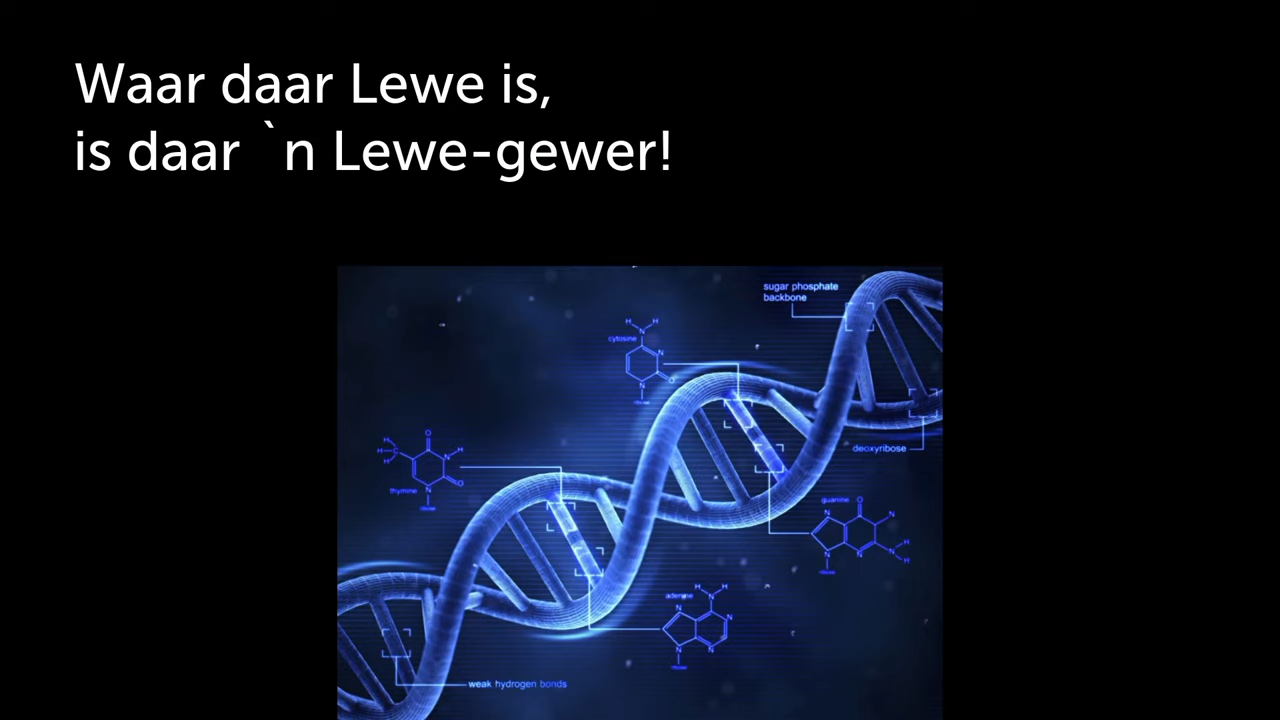 Waar daar Lewe is,
is daar `n Lewe-gewer!
sugar phosphate
backbone
cytosine
H H
N
N
O
N
deoxyribose
thymine
O
H
H
C
H
N
H
O
N
guanine
O
N
N
N
N
H
H
adenine
H H
N
N
N
N
N
weak hydrogen bonds